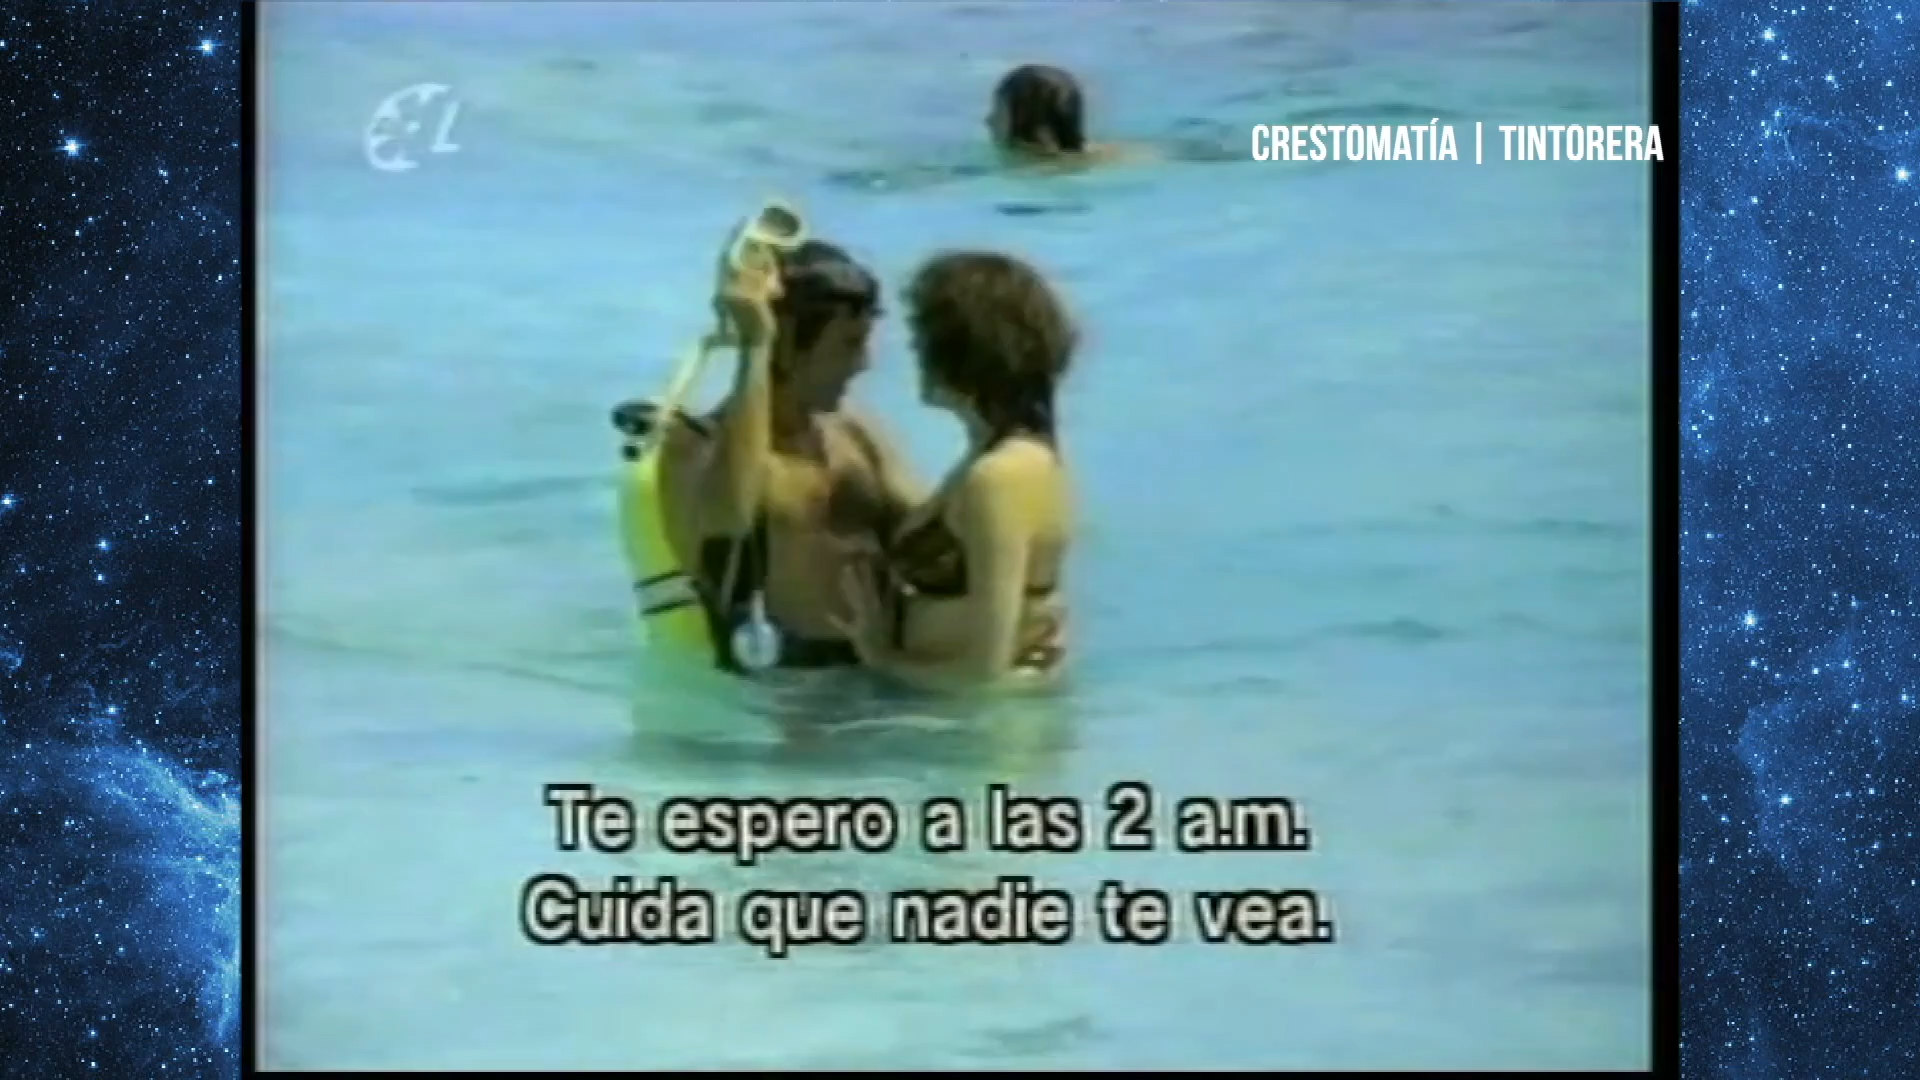 CRESTOMATÍA | TINTORERA
Te espero a las 2 a.m.
Cuida que nadie te vea.